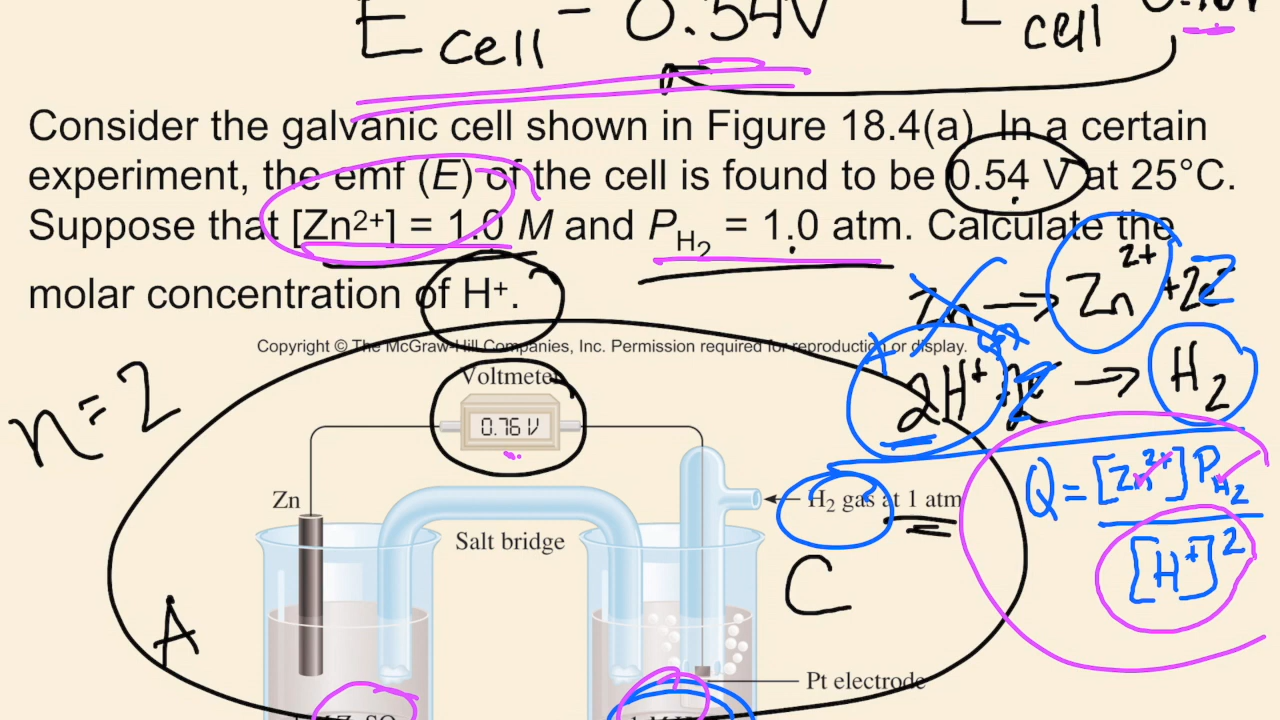 E cell = 0.54V E cell
Consider the galvanic cell shown in Figure 18.4(a). In a certain
experiment, the emf (E) of the cell is found to be 0.54 V at 25°C.
Suppose that [Zn2+] = 1.0 M and PH2 = 1.0 atm. Calculate the
molar concentration of H+.
Zn → Zn2+ + 2e-
Copyright © The McGraw-Hill Companies, Inc. Permission required for reproduction or display.
2H+ + 2e- → H2
n=2
Voltmeter
0.76 V
Q = [Zn2+] PH2
[H+]2
Zn
H2 gas at 1 atm
Salt bridge
C
A
Pt electrode